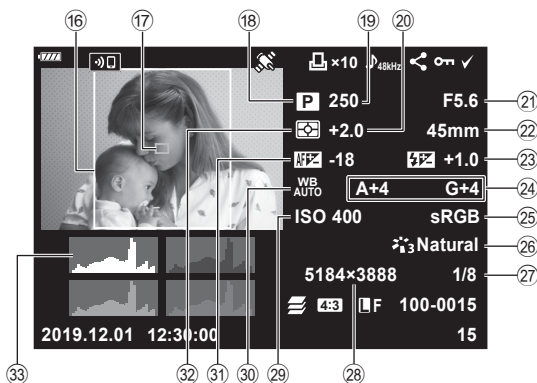 ⑯ ⑰ ⑱ ⑲ ⑳
×10 48kHz
P 250 F5.6 ㉑
+2.0 45mm ㉒
AF -18 +1.0 ㉓
WB AUTO A+4 G+4 ㉔
ISO 400 sRGB ㉕
3 Natural ㉖
5184×3888 1/8 ㉗
4:3 L F 100-0015
2019.12.01 12:30:00 15
㉝ ㉜ ㉛ ㉚ ㉙ ㉘